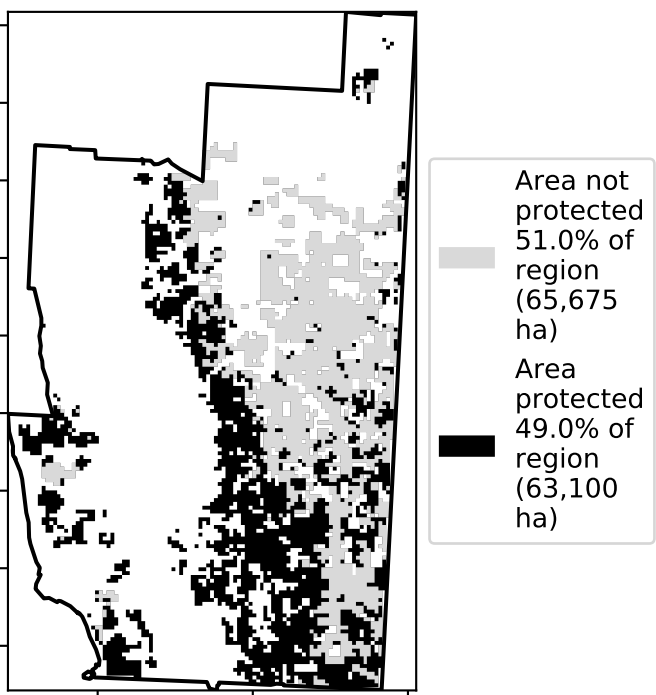 Area not
protected
51.0% of
region
(65,675
ha)
Area
protected
49.0% of
region
(63,100
ha)